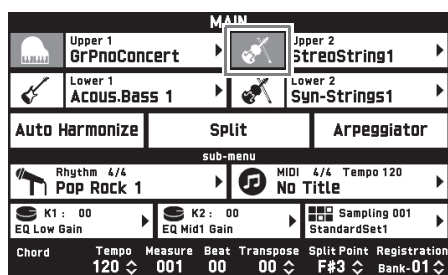 MAIN
Upper 1
GrPnoConcert
Upper 2
StreoString1
Lower 1
Acous.Bass 1
Lower 2
Syn-Strings1
Auto Harmonize
Split
Arpeggiator
sub-menu
Rhythm 4/4
Pop Rock 1
MIDI 4/4 Tempo 120
No Title
K1 : 00
EQ Low Gain
K2 : 00
EQ Mid1 Gain
Sampling 001
StandardSet1
Chord Tempo Measure Beat Transpose Split Point Registration
120 001 00 00 F#3 Bank-01